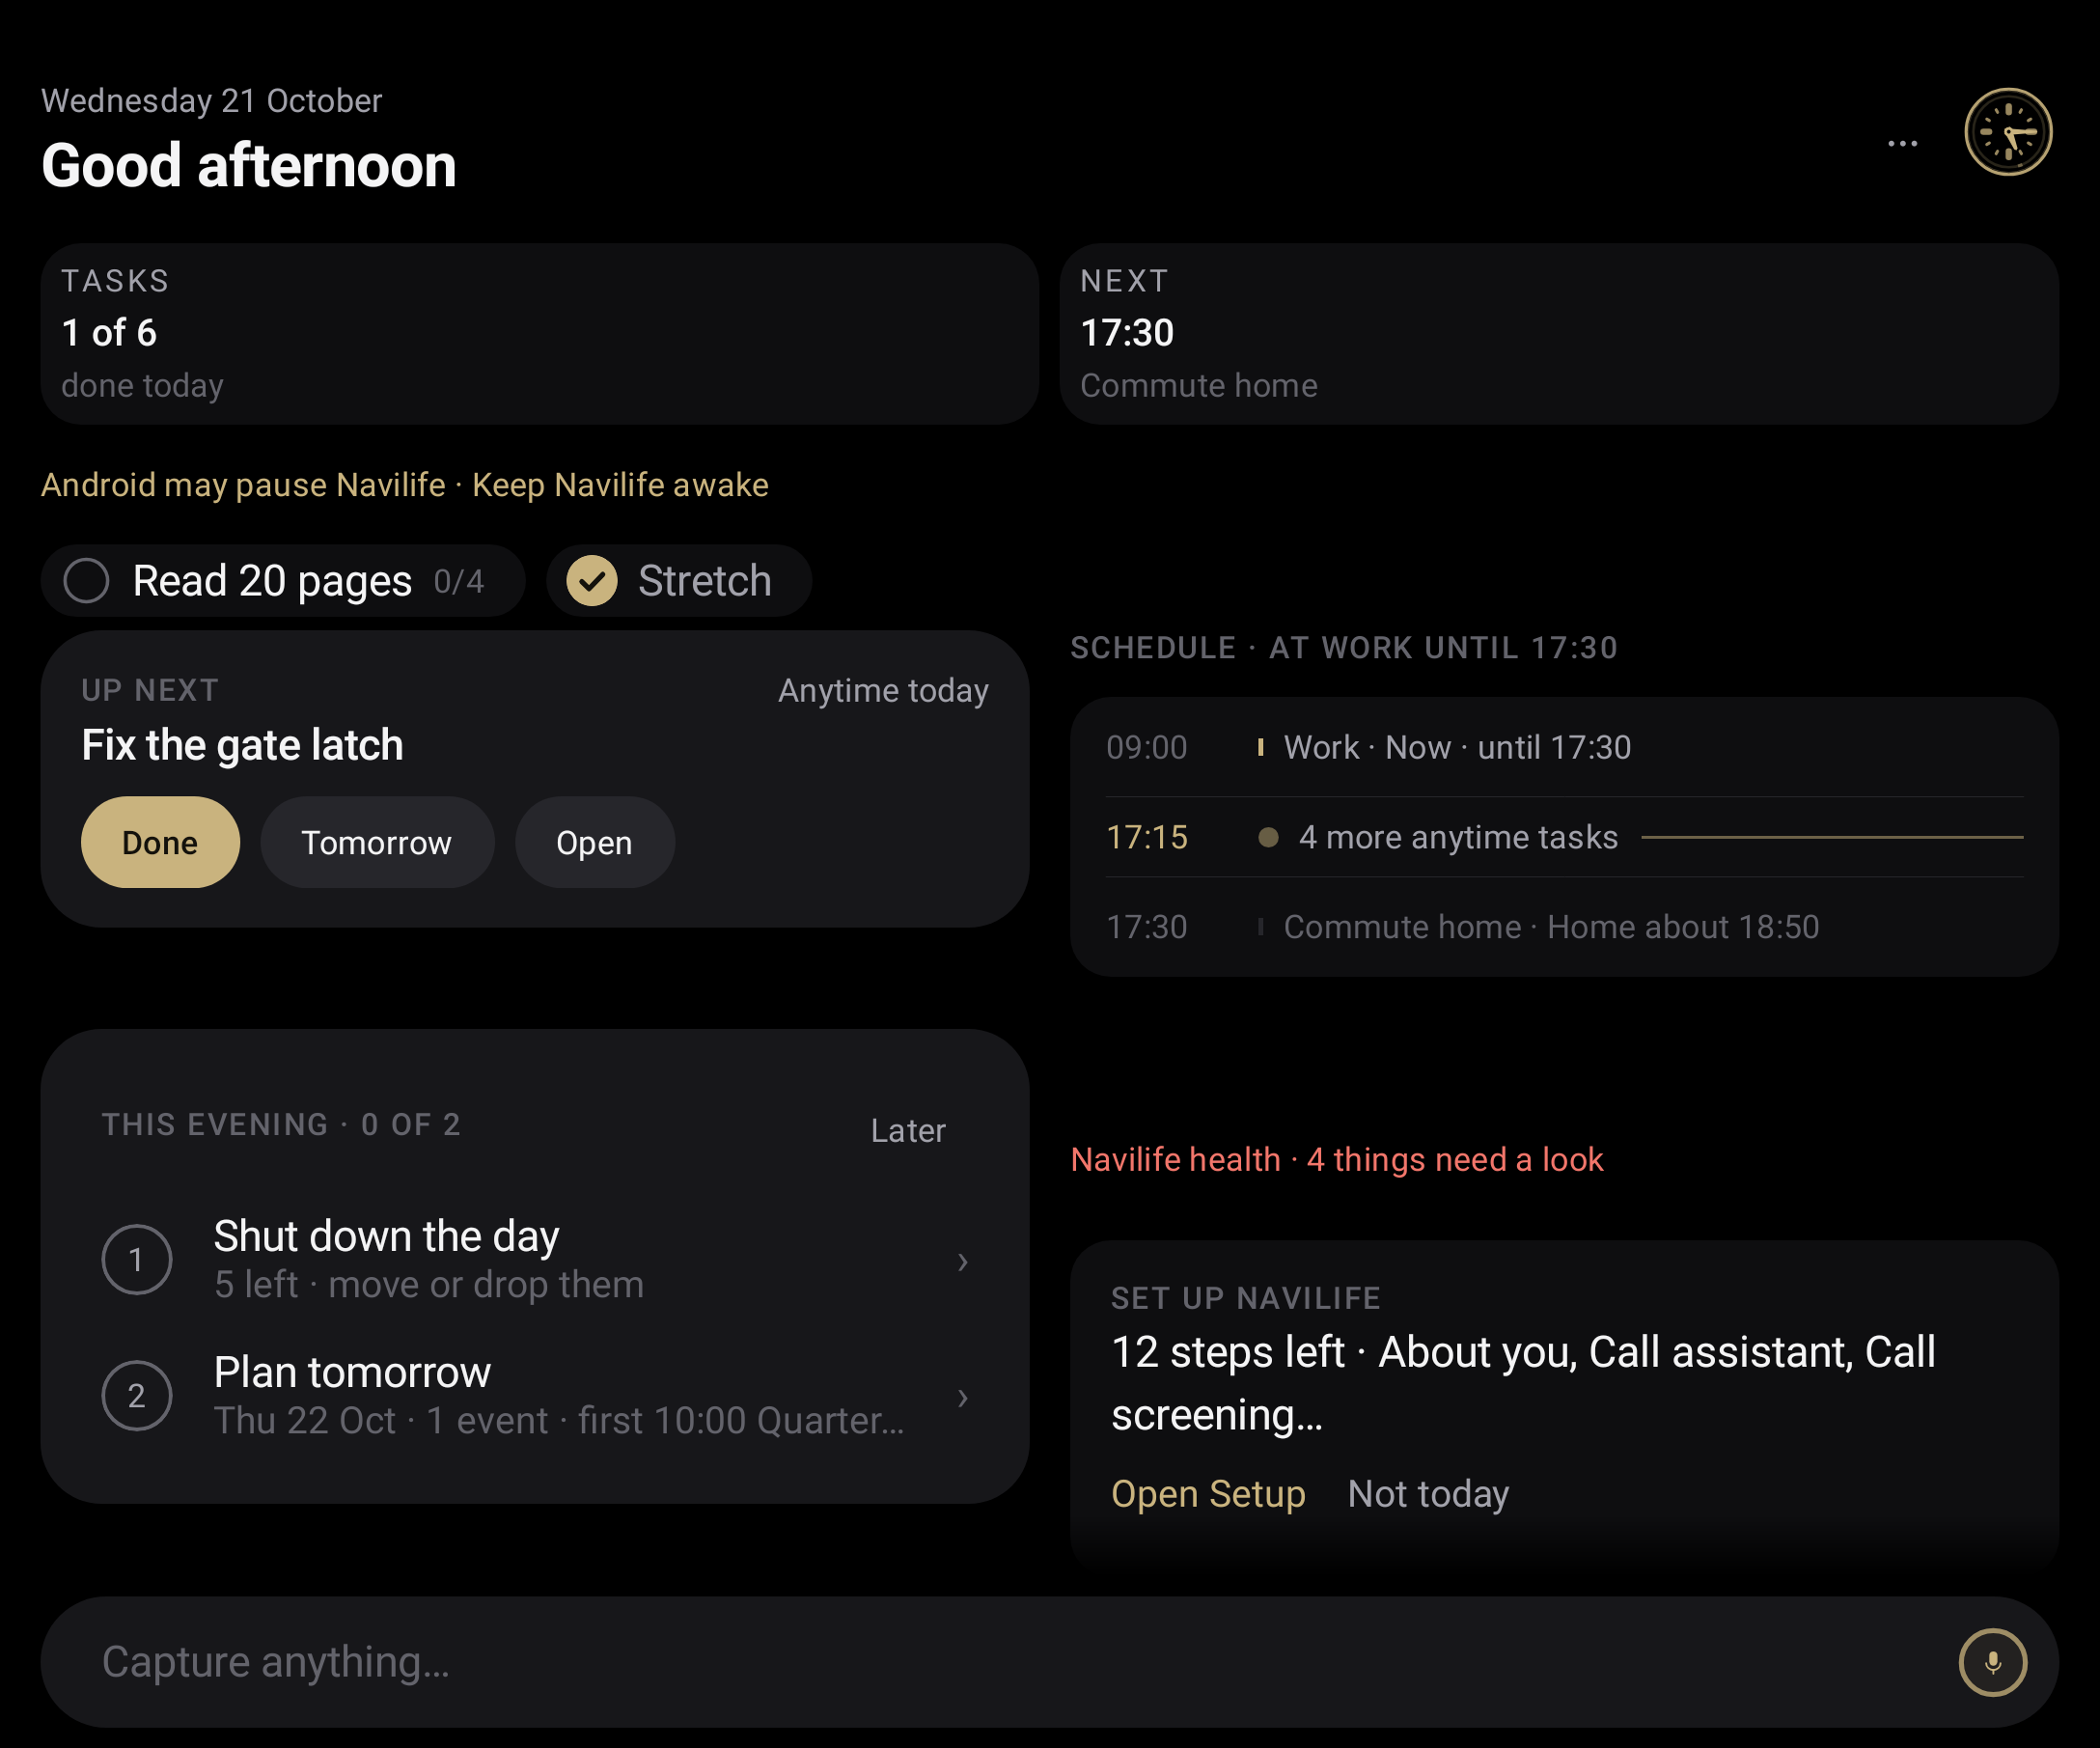 Wednesday 21 October
Good afternoon
...
TASKS
1 of 6
done today
NEXT
17:30
Commute home
Android may pause Navilife · Keep Navilife awake
Read 20 pages 0/4
Stretch
UP NEXT
Anytime today
Fix the gate latch
Done
Tomorrow
Open
SCHEDULE · AT WORK UNTIL 17:30
09:00 Work · Now · until 17:30
17:15 4 more anytime tasks
17:30 Commute home · Home about 18:50
THIS EVENING · 0 OF 2
Later
1 Shut down the day
5 left · move or drop them
2 Plan tomorrow
Thu 22 Oct · 1 event · first 10:00 Quarter...
Navilife health · 4 things need a look
SET UP NAVILIFE
12 steps left · About you, Call assistant, Call
screening...
Open Setup
Not today
Capture anything...